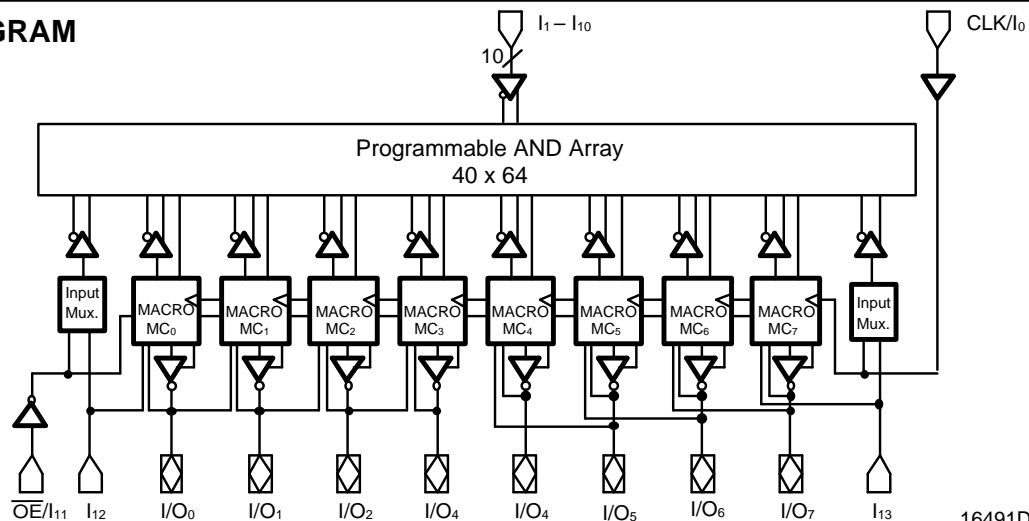 GRAM
I1 – I10
CLK/I0
10
Programmable AND Array
40 x 64
Input
Mux.
MACRO
MC0
MACRO
MC1
MACRO
MC2
MACRO
MC3
MACRO
MC4
MACRO
MC5
MACRO
MC6
MACRO
MC7
Input
Mux.
OE/I11
I12
I/O0
I/O1
I/O2
I/O4
I/O4
I/O5
I/O6
I/O7
I13
16491D